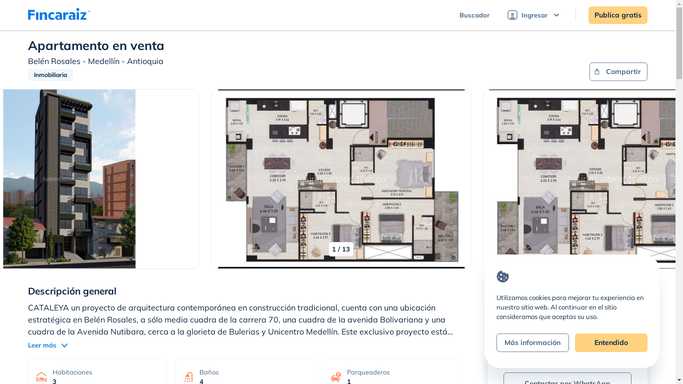 Fincaraiz
Buscador
Ingresar
Publica gratis
Apartamento en venta
Belén Rosales - Medellín - Antioquia
Inmobiliaria
Compartir
1 / 13
Descripción general
CATALEYA un proyecto de arquitectura contemporánea en construcción tradicional, cuenta con una ubicación
estratégica en Belén Rosales, a sólo media cuadra de la carrera 70, una cuadra de la avenida Bolivariana y una
cuadra de la Avenida Nutibara, cerca a la glorieta de Bulerias y Unicentro Medellín. Este exclusivo proyecto está...
Leer más
Habitaciones
3
Baños
4
Parqueaderos
1
Utilizamos cookies para mejorar tu experiencia en
nuestro sitio web. Al continuar en el sitio
consideramos que aceptas su uso.
Más información
Entendido
Contactar por WhatsApp